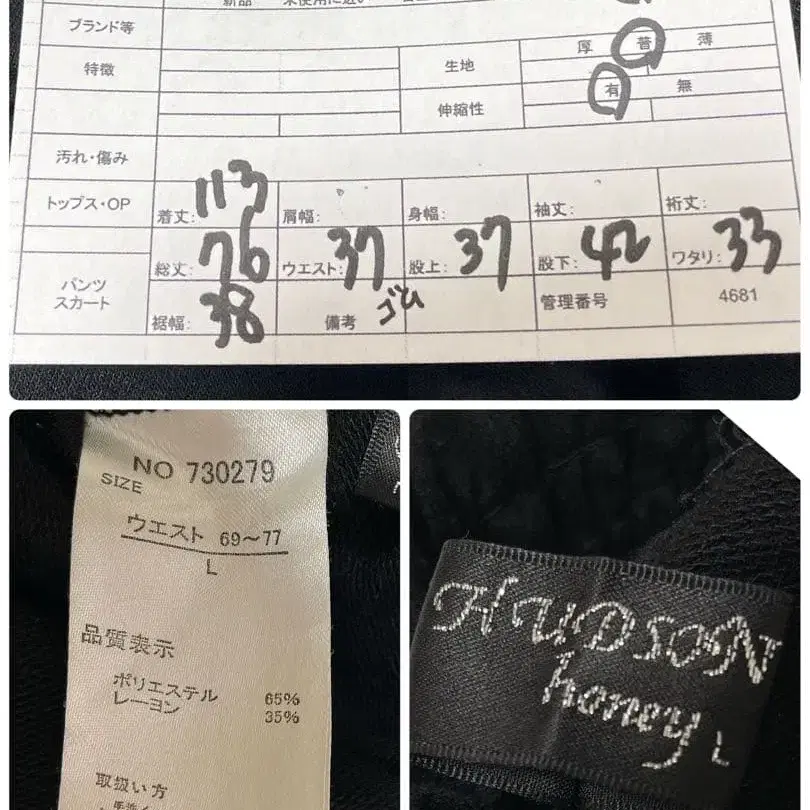 ブランド等
厚 普 薄
特徴
生地
有 無
伸縮性
汚れ・傷み
トップス・OP
着丈: 113
肩幅:
身幅:
袖丈:
裄丈:
パンツ
スカート
総丈: 76
ウエスト: 37
股上: 37
股下: 42
ワタリ: 33
裾幅: 38
備考
ゴム
管理番号
4681
NO 730279
SIZE
ウエスト 69~77
L
品質表示
ポリエステル 65%
レーヨン 35%
取扱い方
HUDSON
honey L